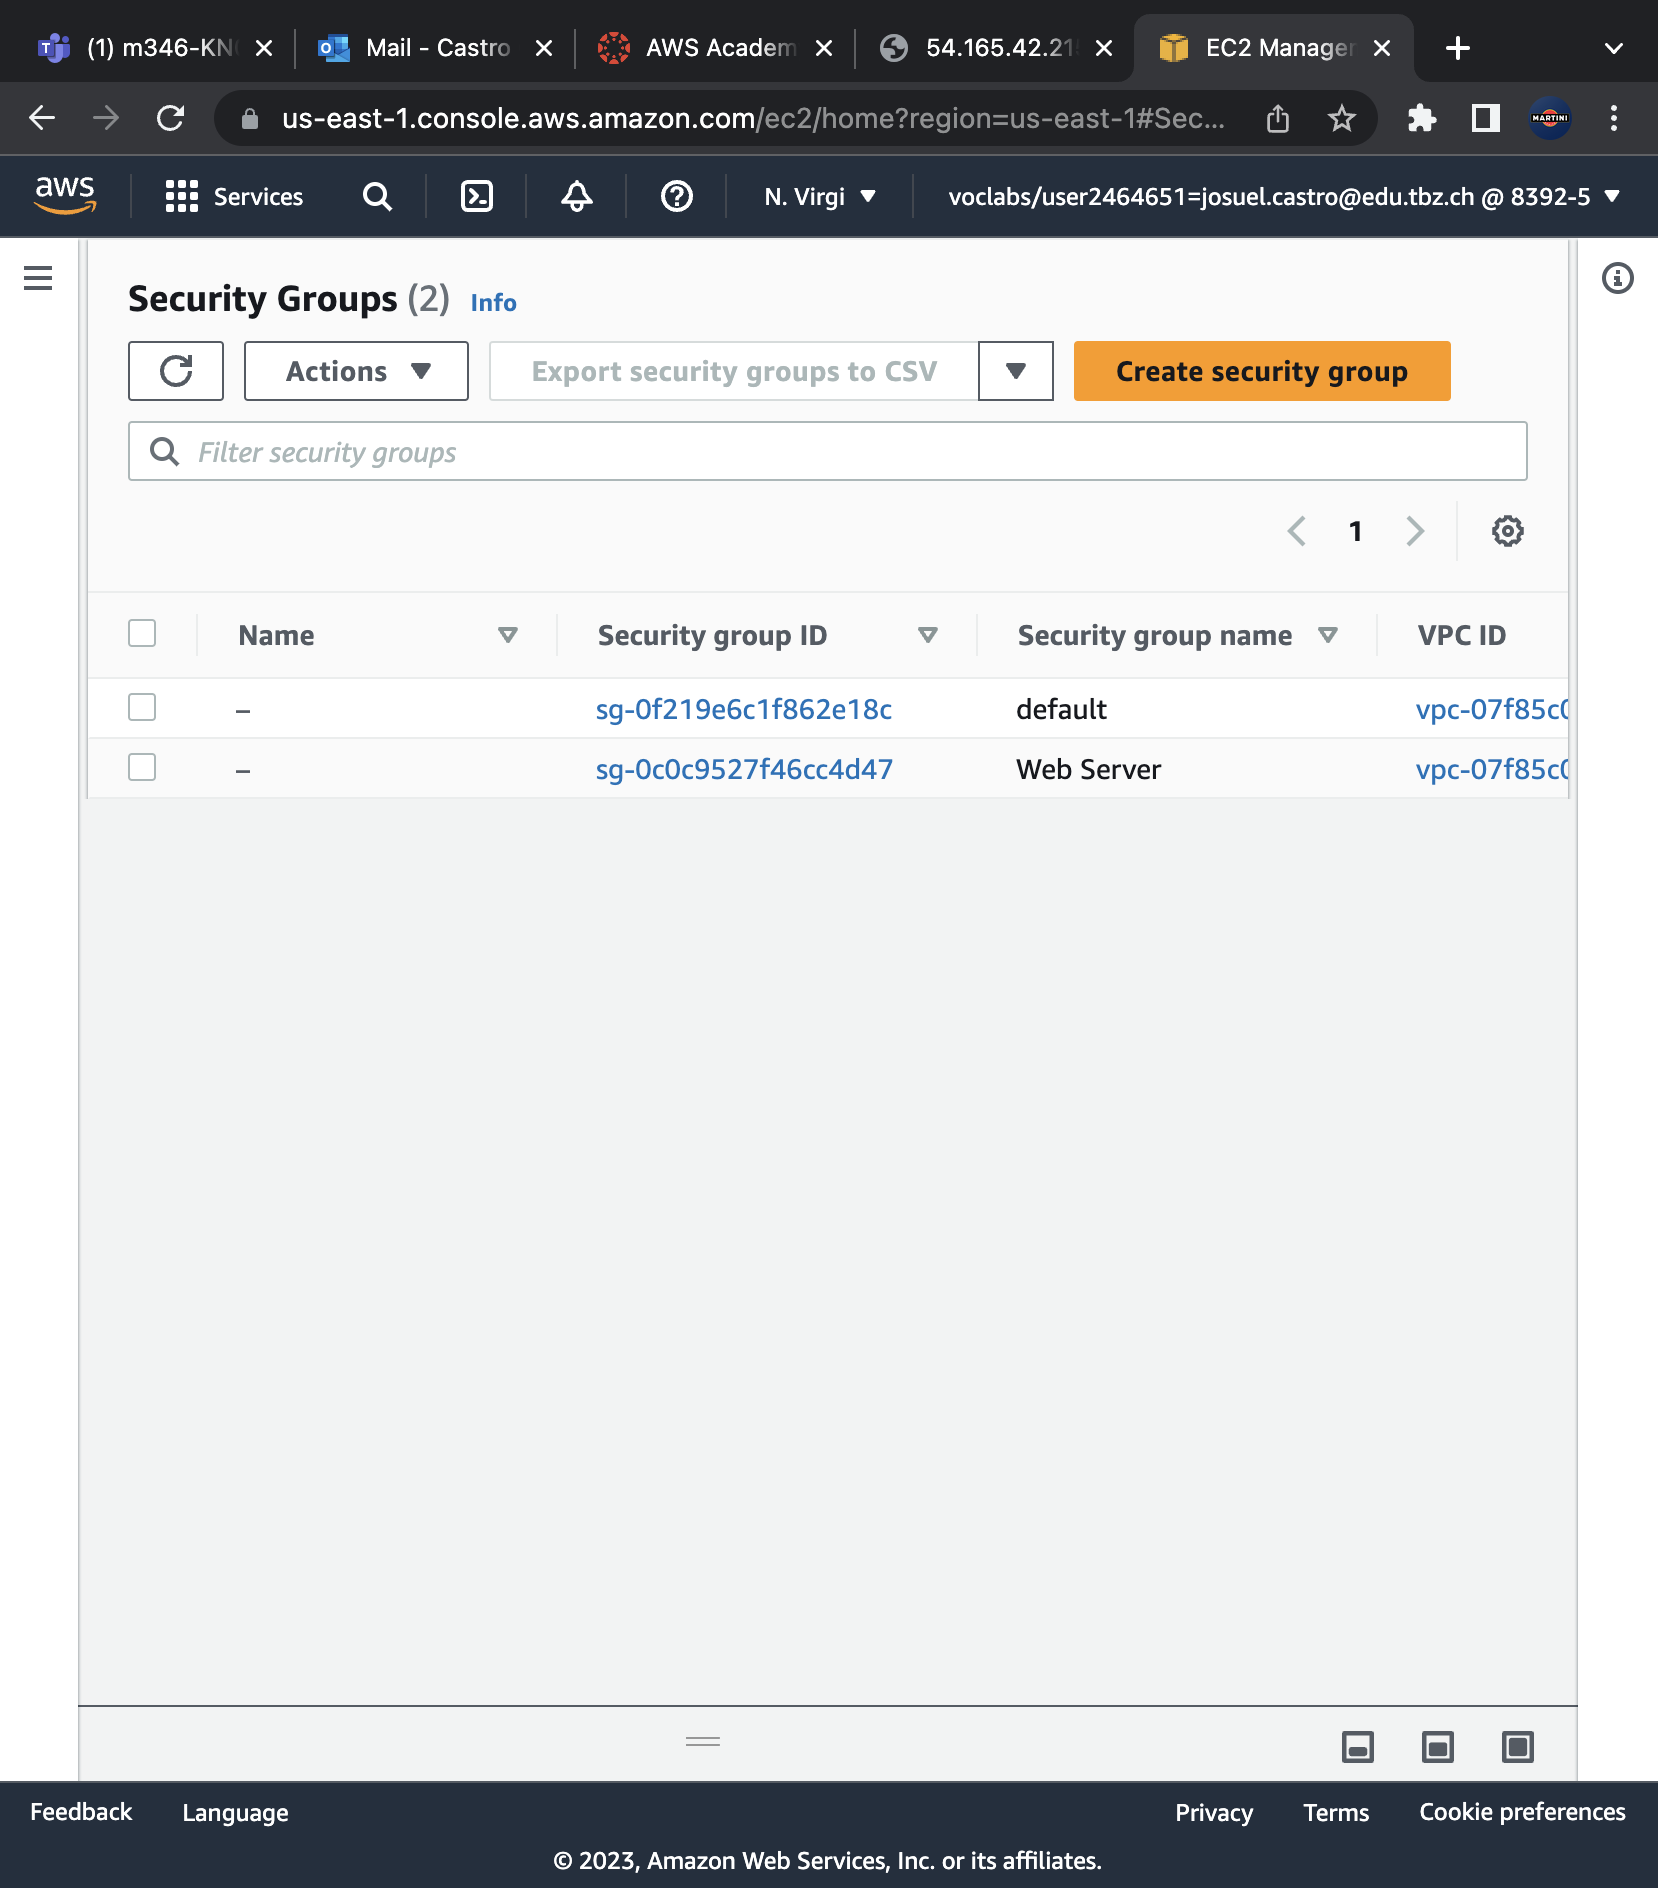 (1) m346-KN
Mail - Castro
AWS Academ
54.165.42.21
EC2 Manager
us-east-1.console.aws.amazon.com/ec2/home?region=us-east-1#Sec...
MARTINI
aws
Services
N. Virgi
voclabs/user2464651=josuel.castro@edu.tbz.ch @ 8392-5
Security Groups (2) Info
Actions
Export security groups to CSV
Create security group
Filter security groups
1
Name
Security group ID
Security group name
VPC ID
– sg-0f219e6c1f862e18c default vpc-07f85c0
– sg-0c0c9527f46cc4d47 Web Server vpc-07f85c0
Feedback
Language
Privacy
Terms
Cookie preferences
© 2023, Amazon Web Services, Inc. or its affiliates.